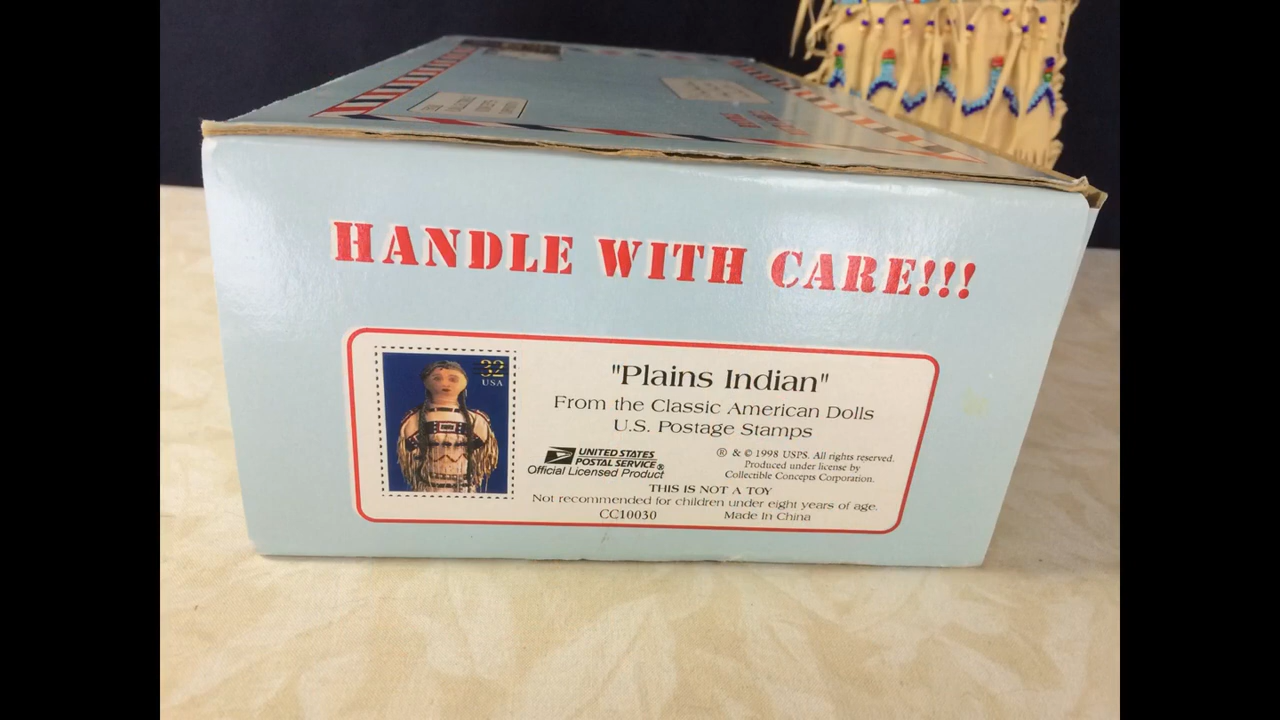 HANDLE WITH CARE!!!
32
USA
"Plains Indian"
From the Classic American Dolls
U.S. Postage Stamps
UNITED STATES
POSTAL SERVICE®
Official Licensed Product
® & © 1998 USPS. All rights reserved.
Produced under license by
Collectible Concepts Corporation.
THIS IS NOT A TOY
Not recommended for children under eight years of age.
CC10030 Made In China